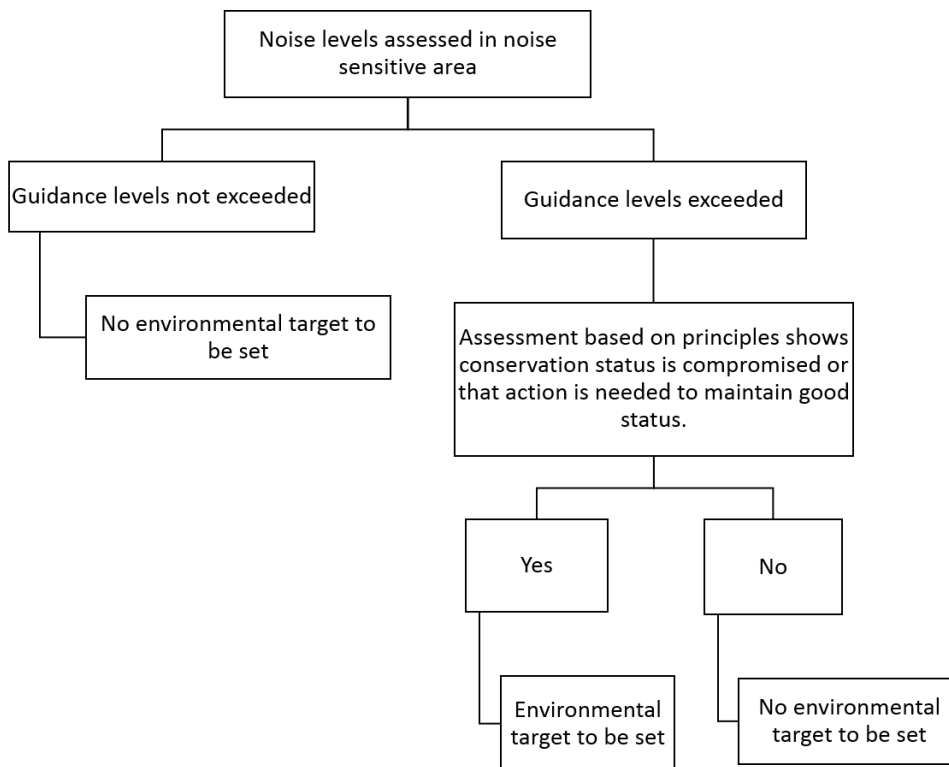 Noise levels assessed in noise
sensitive area
Guidance levels not exceeded
Guidance levels exceeded
No environmental target to
be set
Assessment based on principles shows
conservation status is compromised or
that action is needed to maintain good
status.
Yes
No
Environmental
target to be set
No environmental
target to be set